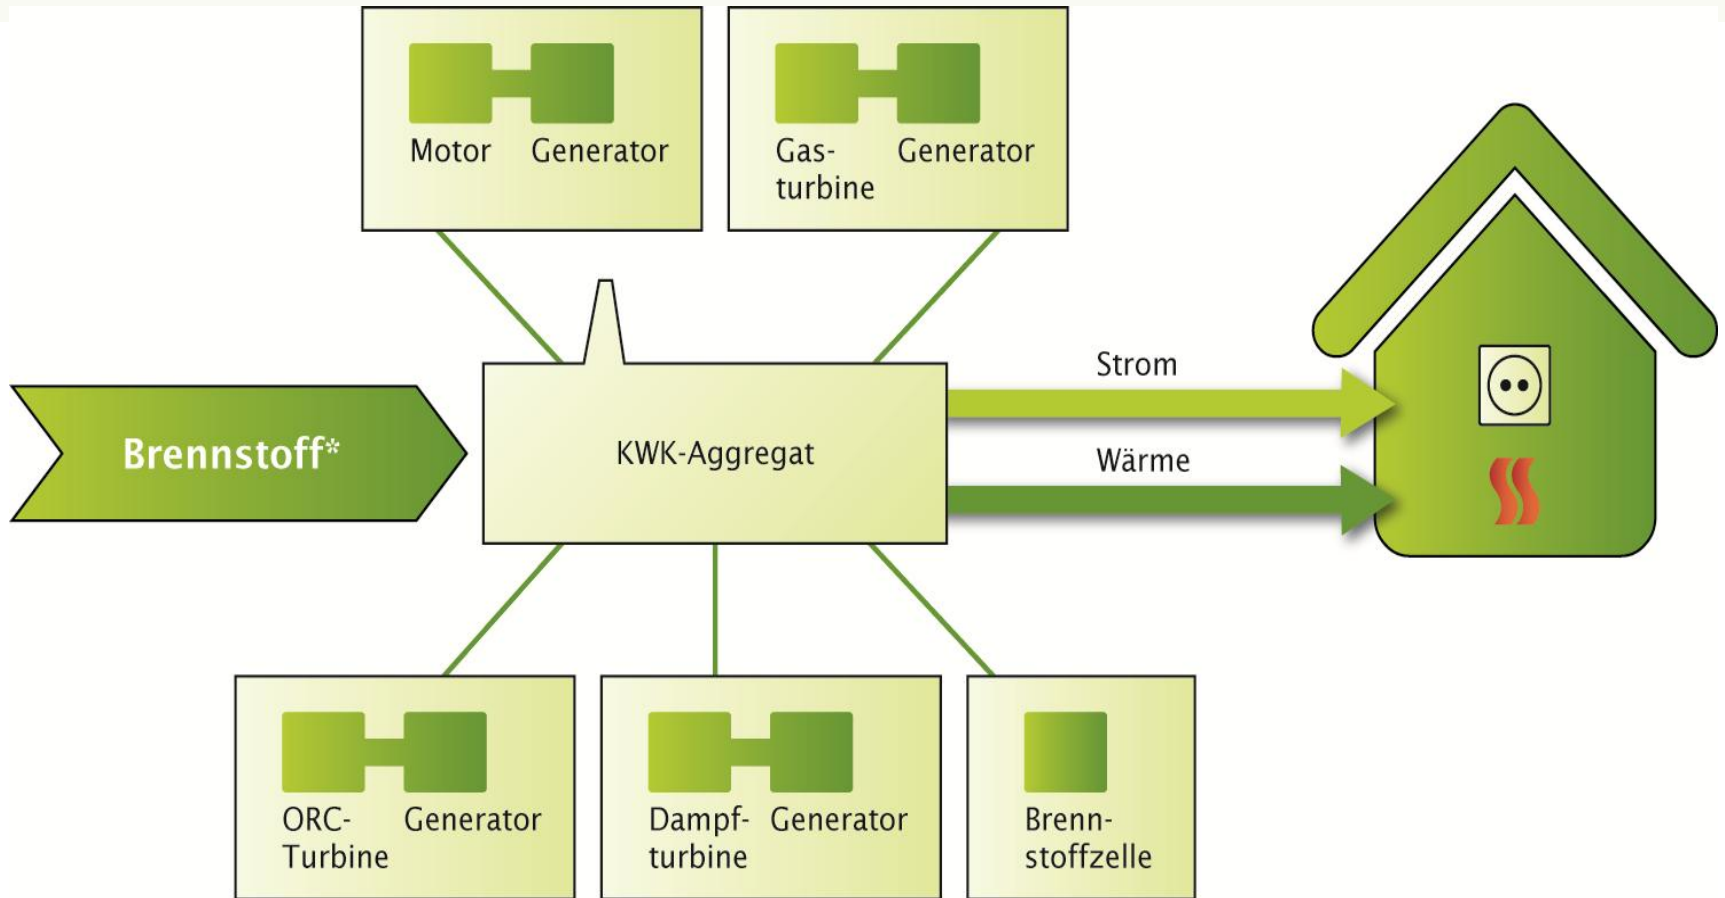 Motor Generator
Gas- Generator
turbine
Strom
Brennstoff*
KWK-Aggregat
Wärme
ORC- Generator
Turbine
Dampf- Generator
turbine
Brenn-
stoffzelle